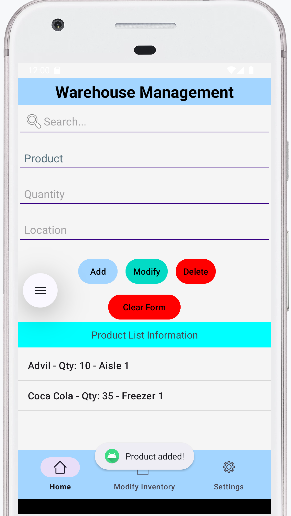 Warehouse Management
Search...
Product
Quantity
Location
Add Modify Delete
Clear Form
Product List Information
Advil - Qty: 10 - Aisle 1
Coca Cola - Qty: 35 - Freezer 1
Product added!
Home Modify Inventory Settings